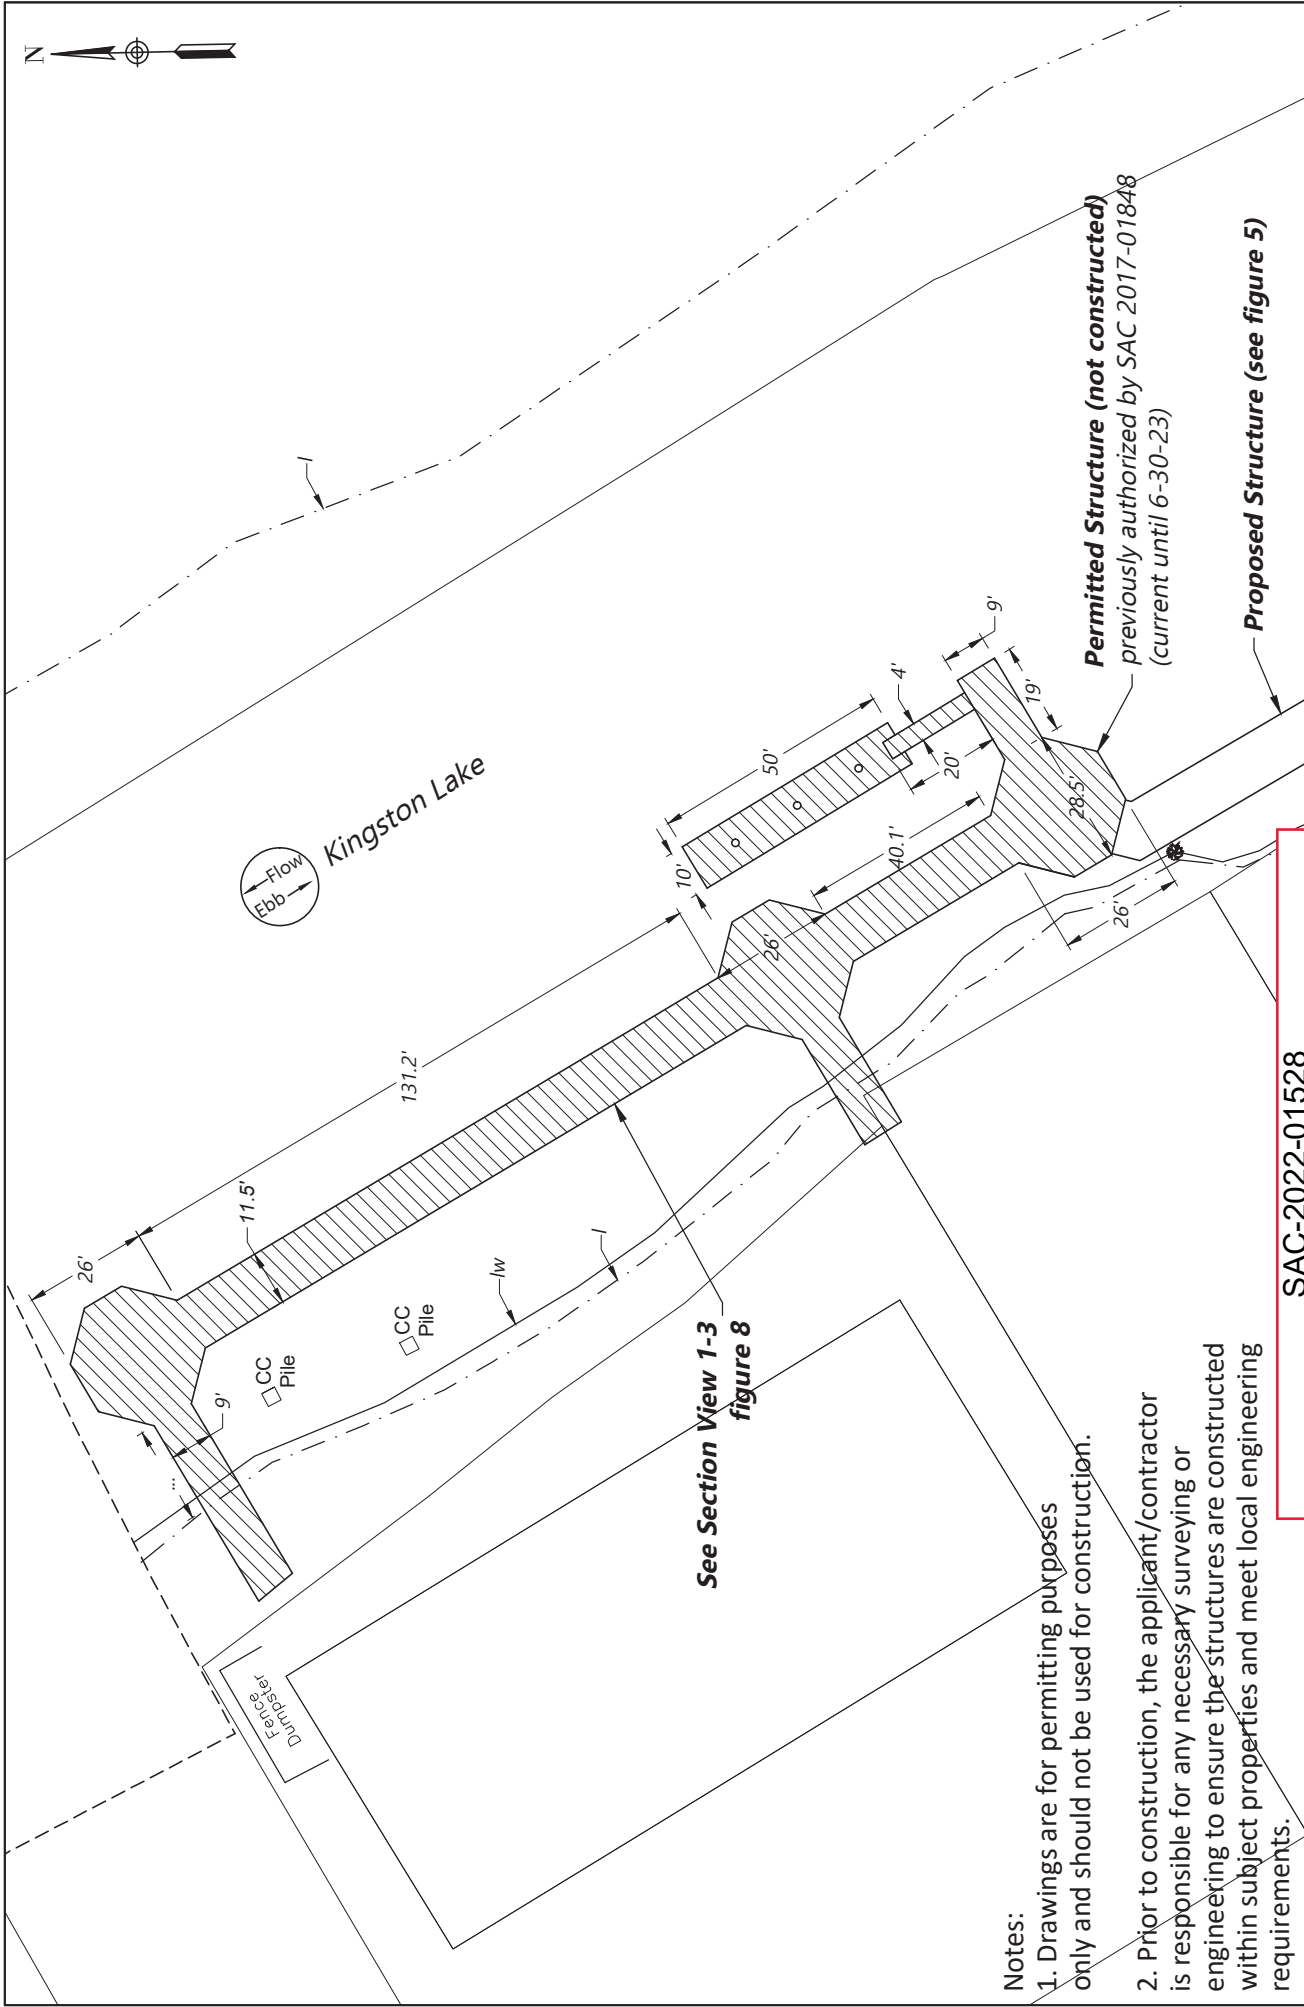 N
l
Flow
Ebb
Kingston Lake
26'
131.2'
11.5'
10'
50'
4'
9'
20'
19'
40.1'
26'
28.5'
26'
9'
...
CC
Pile
CC
Pile
lw
l
Fence
Dumpster
See Section View 1-3
figure 8
Permitted Structure (not constructed)
previously authorized by SAC 2017-01848
(current until 6-30-23)
Proposed Structure (see figure 5)
Notes:
1. Drawings are for permitting purposes
only and should not be used for construction.
2. Prior to construction, the applicant/contractor
is responsible for any necessary surveying or
engineering to ensure the structures are constructed
within subject properties and meet local engineering
requirements.
SAC-2022-01528